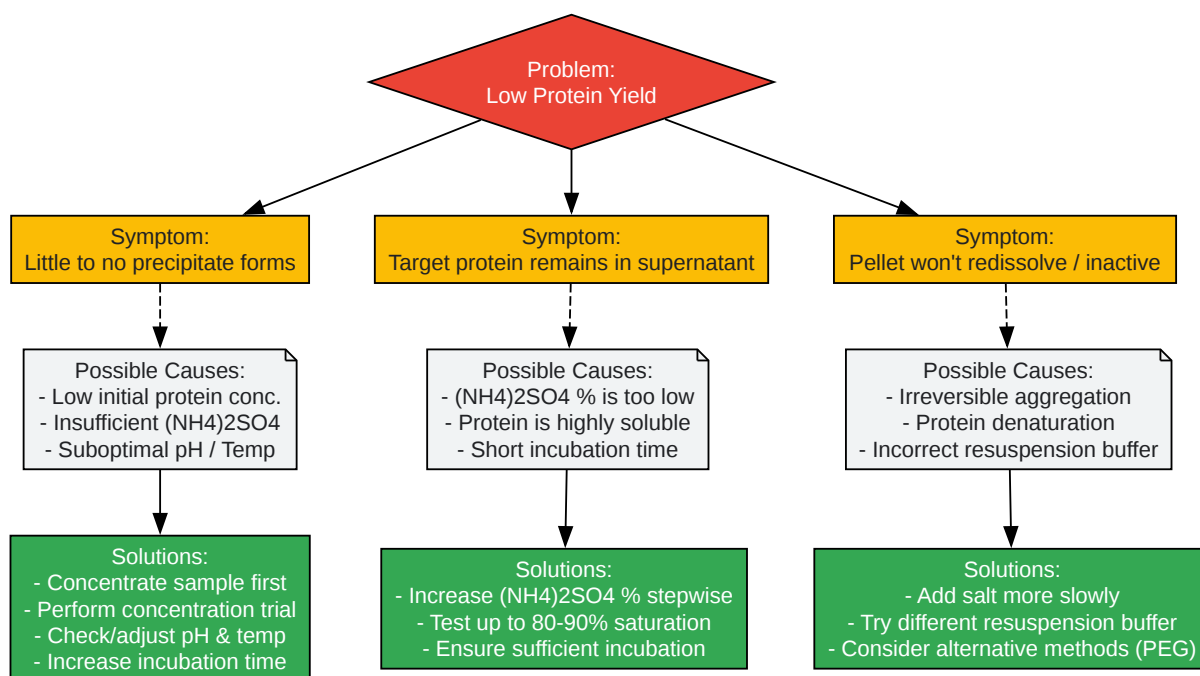 Problem:
Low Protein Yield
Symptom:
Little to no precipitate forms
Symptom:
Target protein remains in supernatant
Symptom:
Pellet won't redissolve / inactive
Possible Causes:
- Low initial protein conc.
- Insufficient (NH4)2SO4
- Suboptimal pH / Temp
Possible Causes:
- (NH4)2SO4 % is too low
- Protein is highly soluble
- Short incubation time
Possible Causes:
- Irreversible aggregation
- Protein denaturation
- Incorrect resuspension buffer
Solutions:
- Concentrate sample first
- Perform concentration trial
- Check/adjust pH & temp
- Increase incubation time
Solutions:
- Increase (NH4)2SO4 % stepwise
- Test up to 80-90% saturation
- Ensure sufficient incubation
Solutions:
- Add salt more slowly
- Try different resuspension buffer
- Consider alternative methods (PEG)